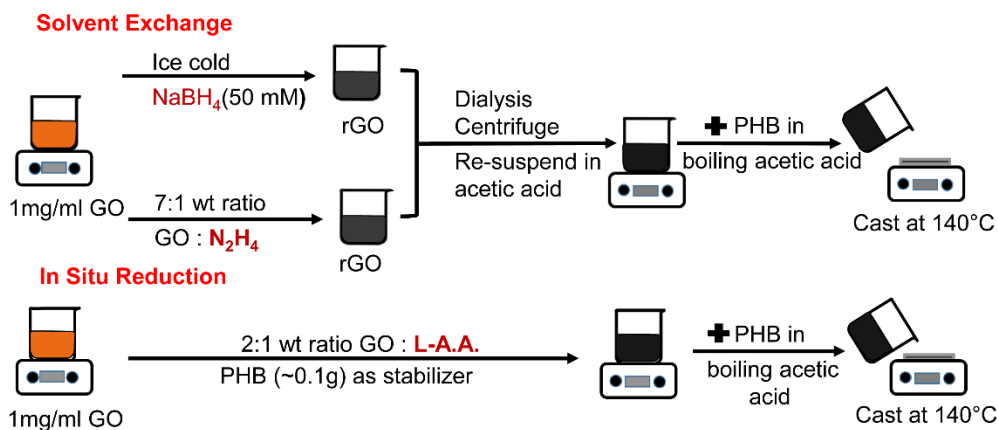 Solvent Exchange
Ice cold
NaBH₄(50 mM)
rGO
1mg/ml GO
7:1 wt ratio
GO : N₂H₄
rGO
Dialysis
Centrifuge
Re-suspend in
acetic acid
+ PHB in
boiling acetic acid
Cast at 140°C
In Situ Reduction
1mg/ml GO
2:1 wt ratio GO : L-A.A.
PHB (~0.1g) as stabilizer
+ PHB in
boiling acetic
acid
Cast at 140°C